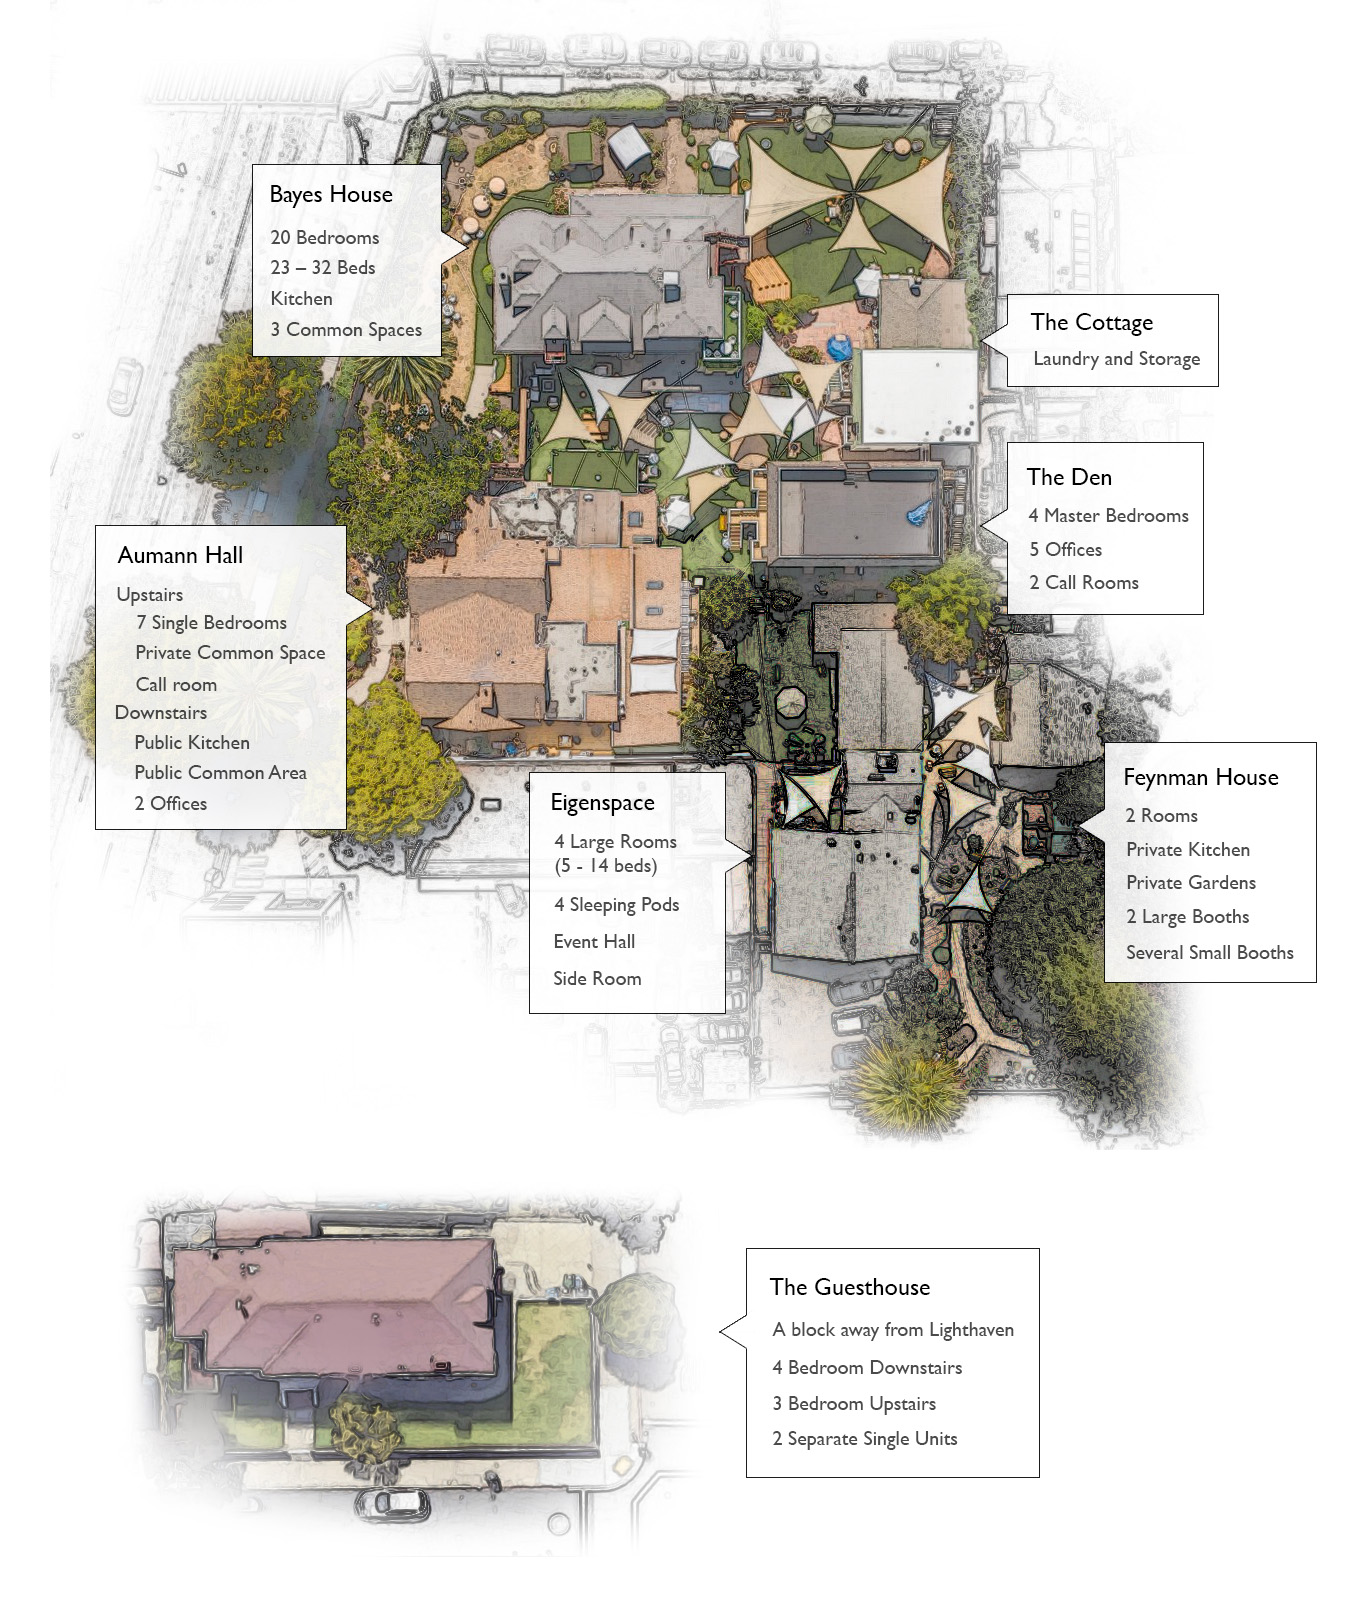 Bayes House
20 Bedrooms
23 – 32 Beds
Kitchen
3 Common Spaces
The Cottage
Laundry and Storage
The Den
4 Master Bedrooms
5 Offices
2 Call Rooms
Aumann Hall
Upstairs
7 Single Bedrooms
Private Common Space
Call room
Downstairs
Public Kitchen
Public Common Area
2 Offices
Eigenspace
4 Large Rooms
(5 - 14 beds)
4 Sleeping Pods
Event Hall
Side Room
Feynman House
2 Rooms
Private Kitchen
Private Gardens
2 Large Booths
Several Small Booths
The Guesthouse
A block away from Lighthaven
4 Bedroom Downstairs
3 Bedroom Upstairs
2 Separate Single Units